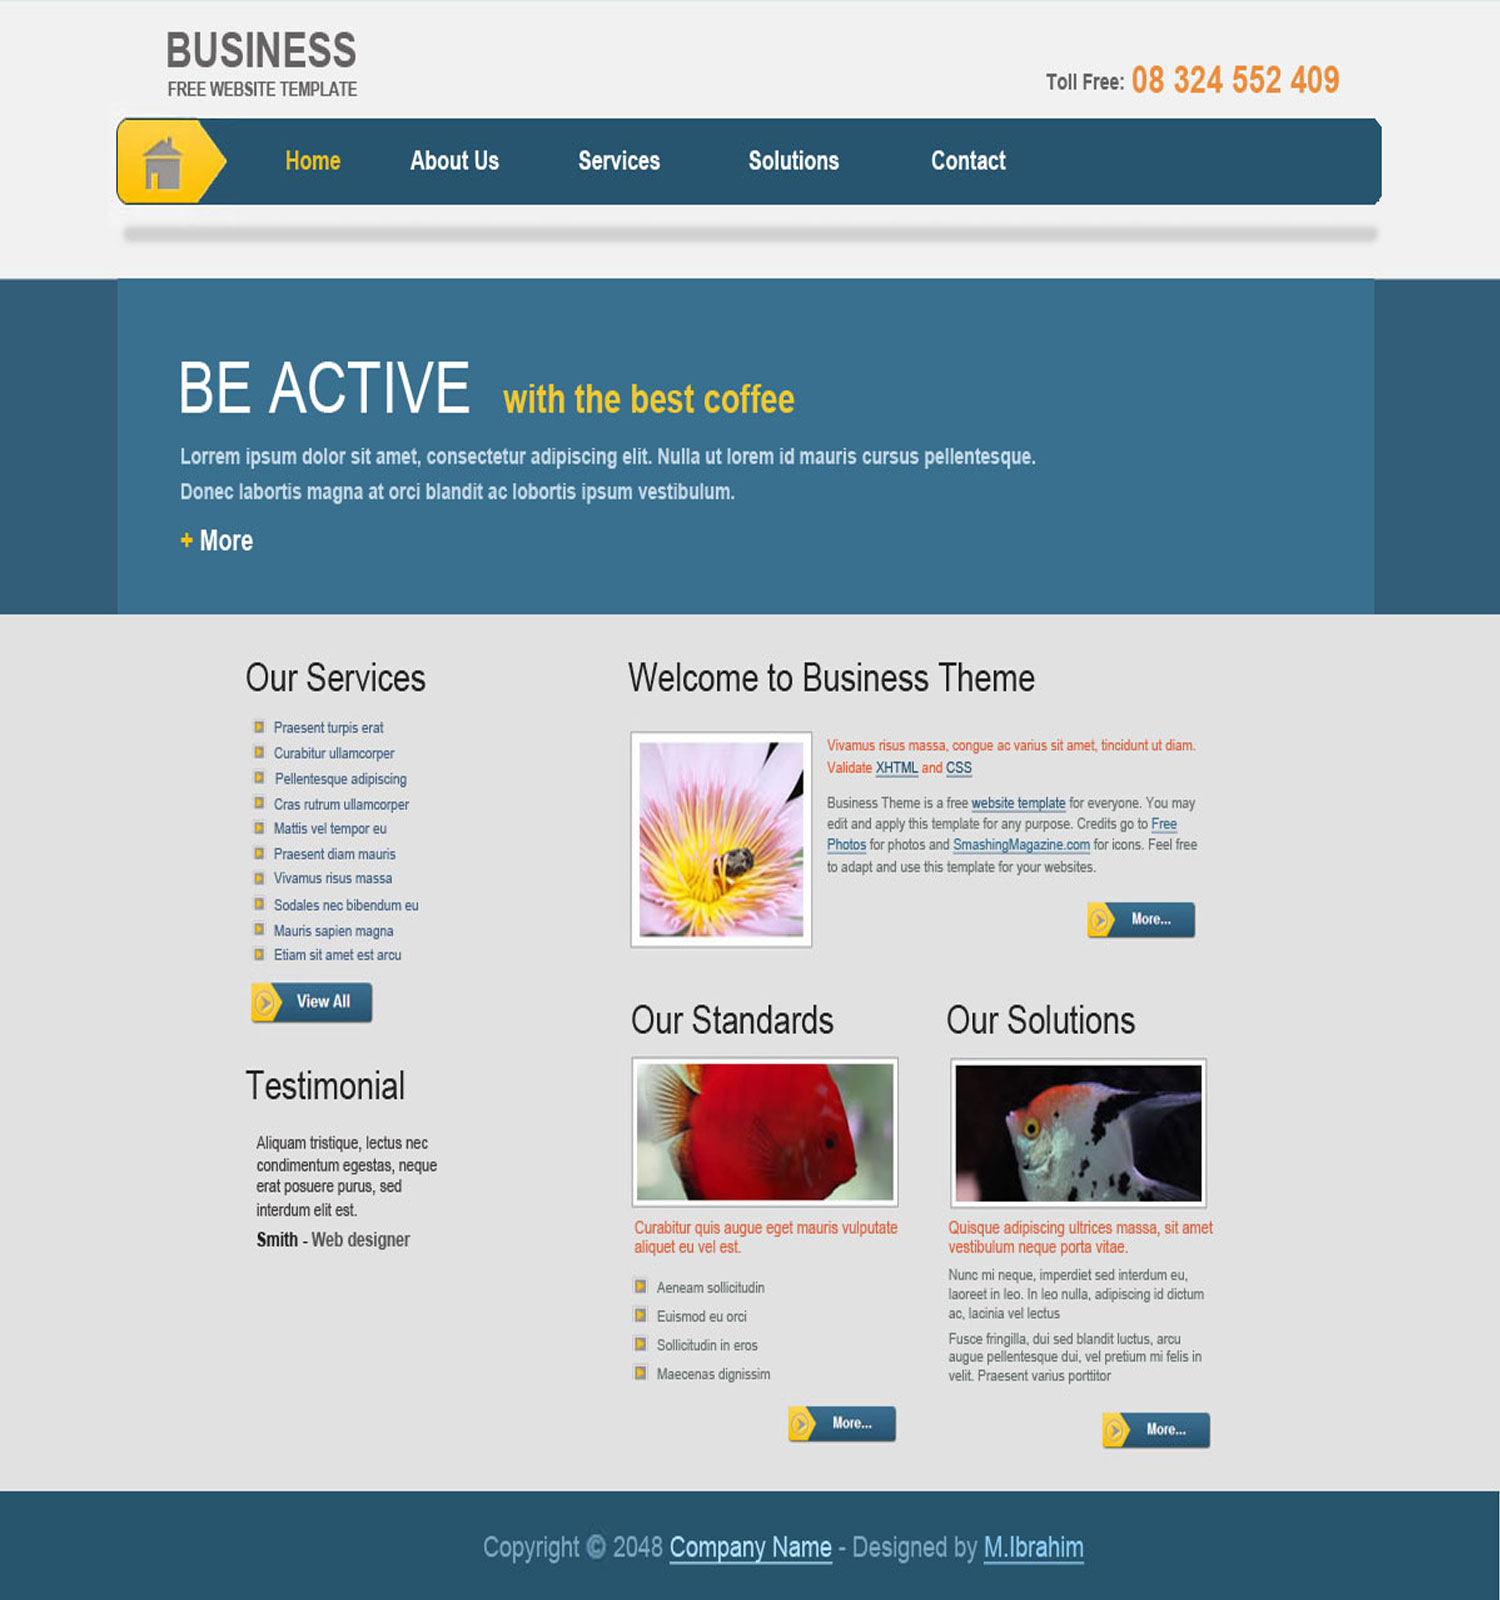 BUSINESS
FREE WEBSITE TEMPLATE
Toll Free: 08 324 552 409
Home About Us Services Solutions Contact
BE ACTIVE with the best coffee
Lorrem ipsum dolor sit amet, consectetur adipiscing elit. Nulla ut lorem id mauris cursus pellentesque.
Donec labortis magna at orci blandit ac lobortis ipsum vestibulum.
+ More
Our Services
Praesent turpis erat
Curabitur ullamcorper
Pellentesque adipiscing
Cras rutrum ullamcorper
Mattis vel tempor eu
Praesent diam mauris
Vivamus risus massa
Sodales nec bibendum eu
Mauris sapien magna
Etiam sit amet est arcu
View All
Testimonial
Aliquam tristique, lectus nec
condimentum egestas, neque
erat posuere purus, sed
interdum elit est.
Smith - Web designer
Welcome to Business Theme
Vivamus risus massa, congue ac varius sit amet, tincidunt ut diam.
Validate XHTML and CSS
Business Theme is a free website template for everyone. You may
edit and apply this template for any purpose. Credits go to Free
Photos for photos and SmashingMagazine.com for icons. Feel free
to adapt and use this template for your websites.
More...
Our Standards
Curabitur quis augue eget mauris vulputate
aliquet eu vel est.
Aeneam sollicitudin
Euismod eu orci
Sollicitudin in eros
Maecenas dignissim
More...
Our Solutions
Quisque adipiscing ultrices massa, sit amet
vestibulum neque porta vitae.
Nunc mi neque, imperdiet sed interdum eu,
laoreet in leo. In leo nulla, adipiscing id dictum
ac, lacinia vel lectus
Fusce fringilla, dui sed blandit luctus, arcu
augue pellentesque dui, vel pretium mi felis in
velit. Praesent varius porttitor
More...
Copyright © 2048 Company Name - Designed by M.Ibrahim